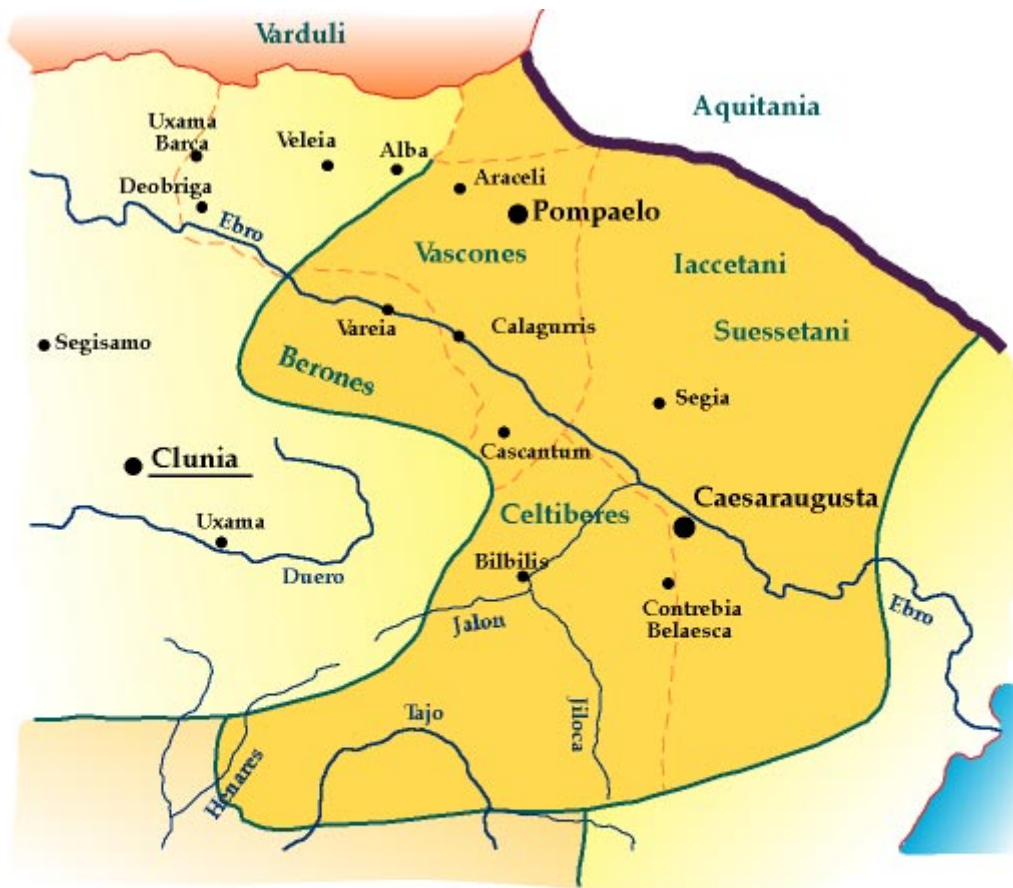 Varduli
Aquitania
Uxama
Barca
Veleia
Alba
Araceli
Deobriga
Pompaelo
Ebro
Vascones
Iaccetani
Vareia
Calagurris
Suessetani
Segisamo
Berones
Segia
Cascantum
Clunia
Caesaraugusta
Celtiberes
Uxama
Bilbilis
Duero
Contrebia
Belaesca
Ebro
Jalon
Jiloca
Tajo
Henares